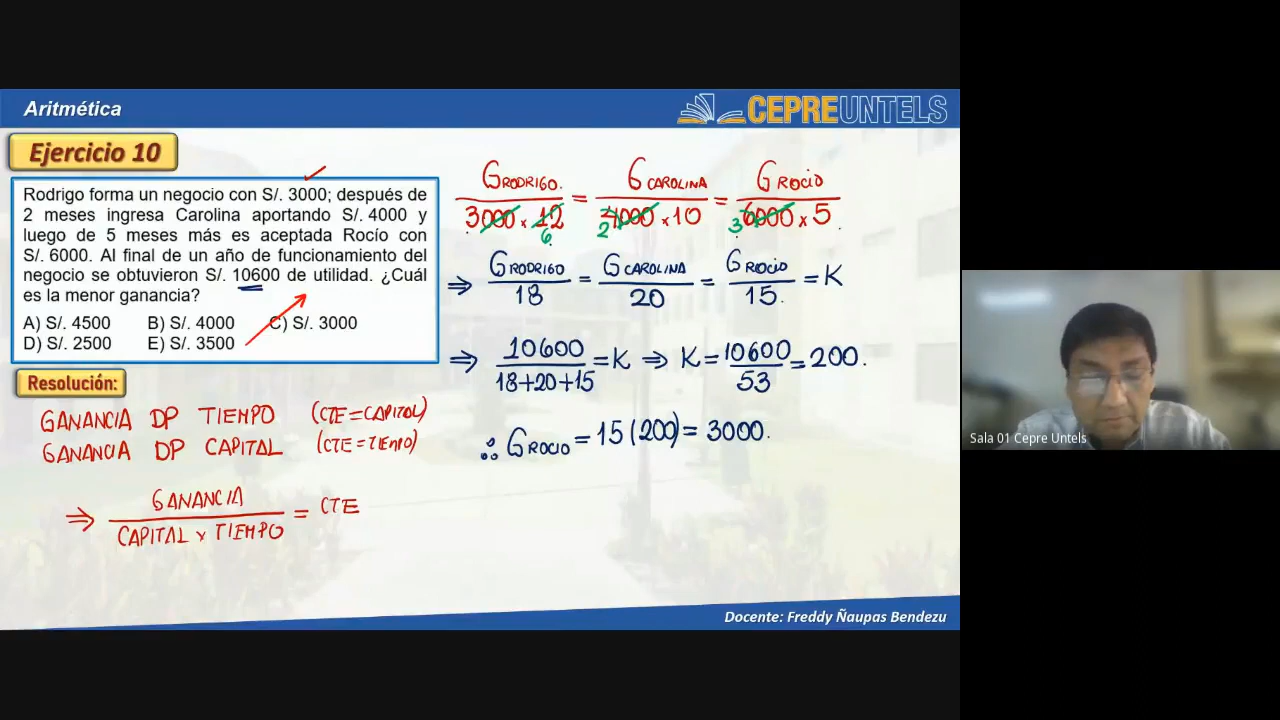 Aritmética
CEPREUNTELS
Ejercicio 10
Rodrigo forma un negocio con S/. 3000; después de
2 meses ingresa Carolina aportando S/. 4000 y
luego de 5 meses más es aceptada Rocío con
S/. 6000. Al final de un año de funcionamiento del
negocio se obtuvieron S/. 10600 de utilidad. ¿Cuál
es la menor ganancia?
A) S/. 4500 B) S/. 4000 C) S/. 3000
D) S/. 2500 E) S/. 3500
Resolución:
GANANCIA DP TIEMPO (CTE=CAPITAL)
GANANCIA DP CAPITAL (CTE=TIEMPO)
⇒ GANANCIA / CAPITAL x TIEMPO = CTE
G RODRIGO. / 3000 x 12 = G CAROLINA / 4000 x 10 = G ROCIO / 6000 x 5
6 2 3
⇒ G RODRIGO / 18 = G CAROLINA / 20 = G ROCIO / 15. = K
⇒ 10600 / 18+20+15 = K ⇒ K = 10600 / 53 = 200.
∴ G ROCIO = 15 (200) = 3000.
Docente: Freddy Ñaupas Bendezu
Sala 01 Cepre Untels